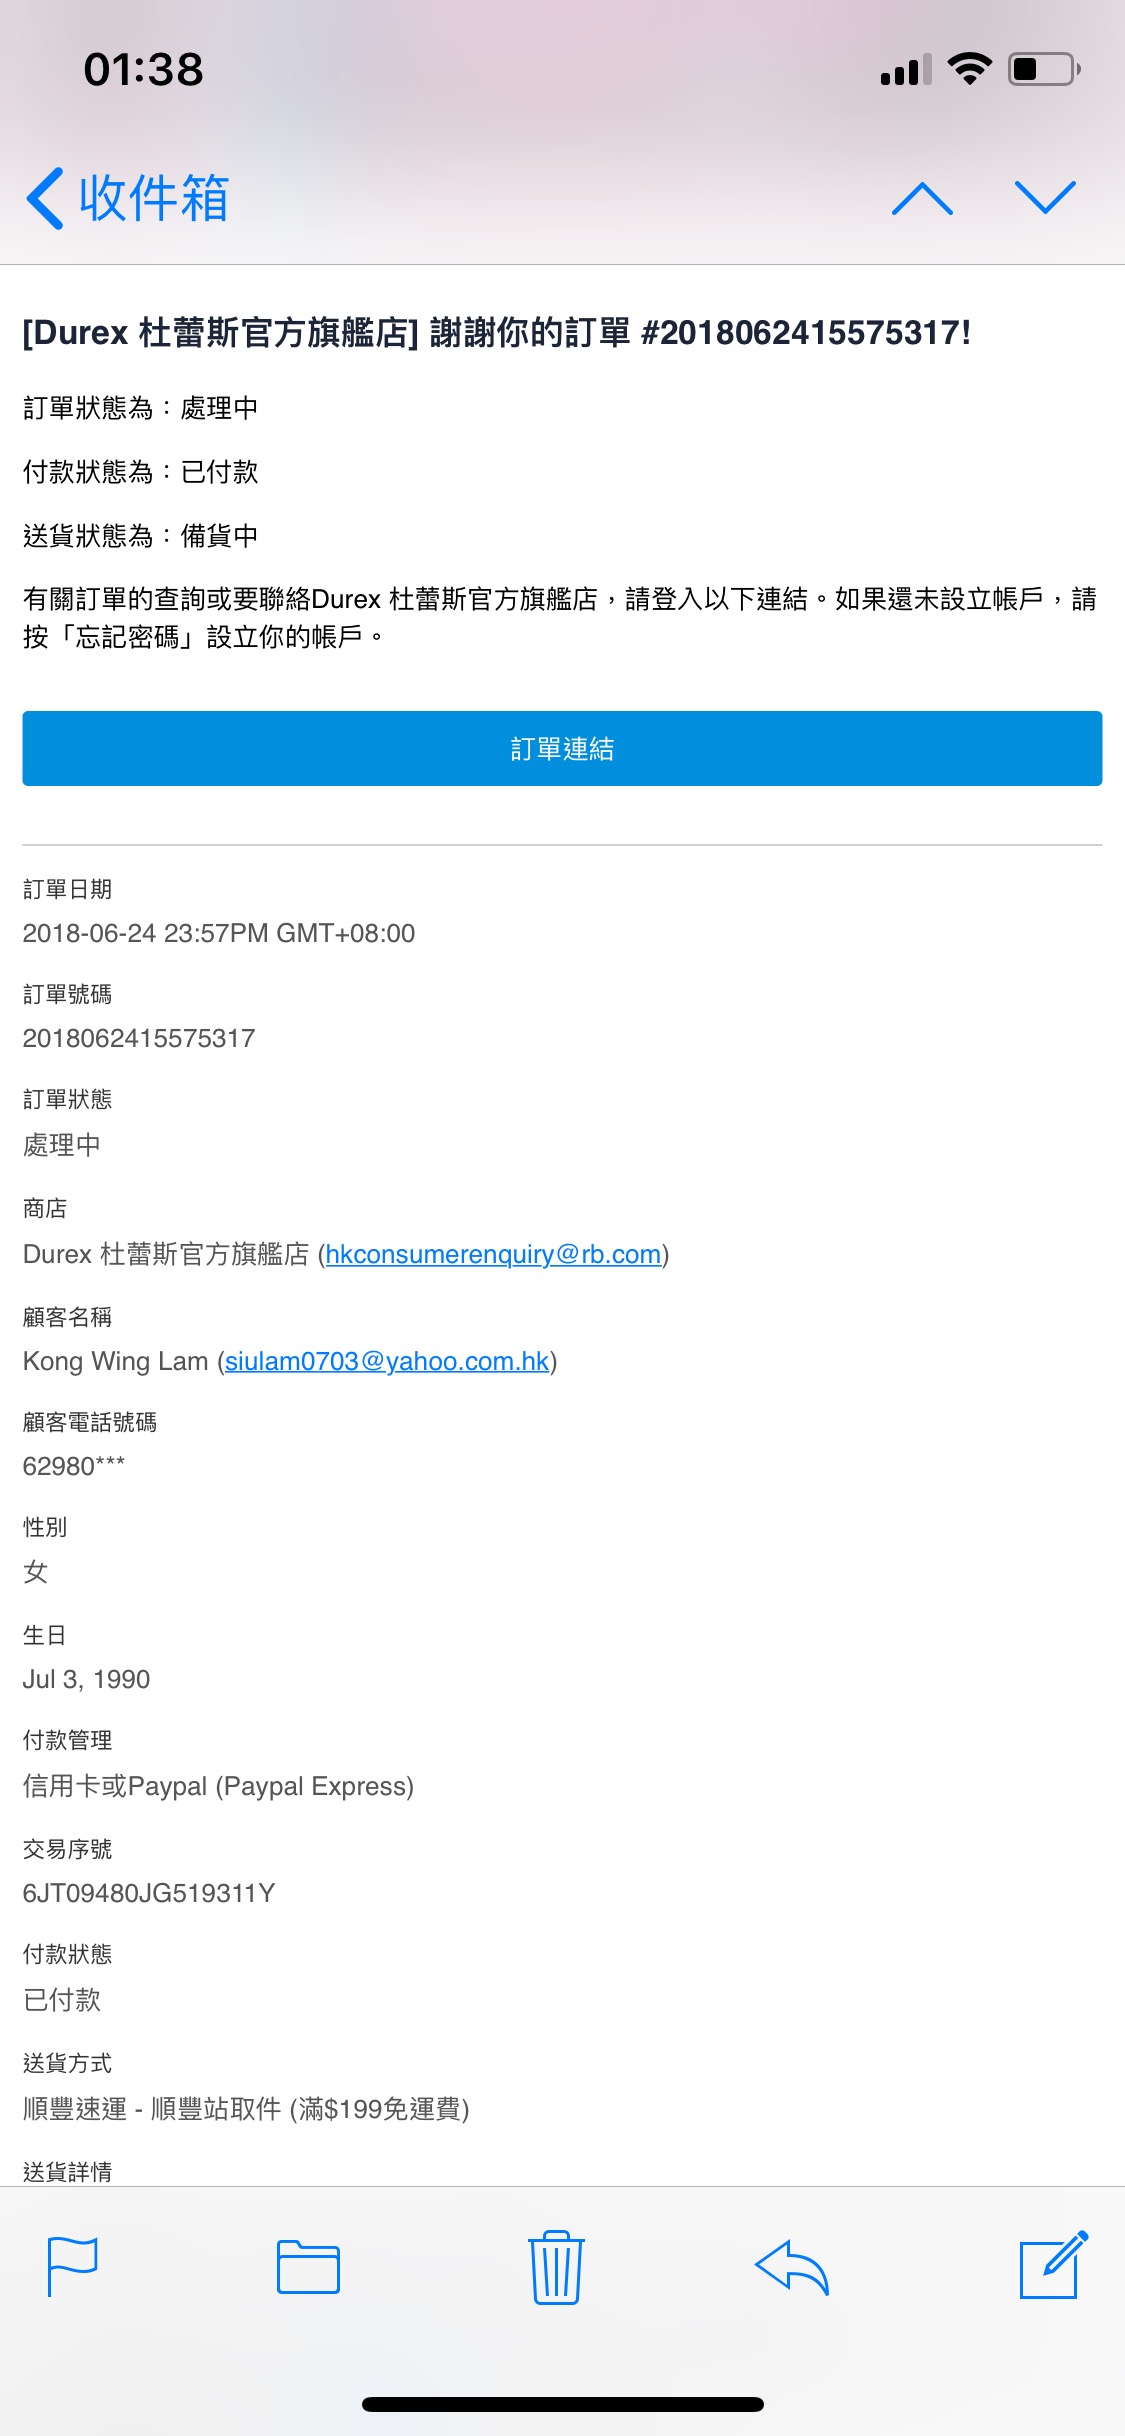 01:38
收件箱
[Durex 杜蕾斯官方旗艦店] 謝謝你的訂單 #2018062415575317!
訂單狀態為：處理中
付款狀態為：已付款
送貨狀態為：備貨中
有關訂單的查詢或要聯絡Durex 杜蕾斯官方旗艦店，請登入以下連結。如果還未設立帳戶，請
按「忘記密碼」設立你的帳戶。
訂單連結
訂單日期
2018-06-24 23:57PM GMT+08:00
訂單號碼
2018062415575317
訂單狀態
處理中
商店
Durex 杜蕾斯官方旗艦店 (hkconsumerenquiry@rb.com)
顧客名稱
Kong Wing Lam (siulam0703@yahoo.com.hk)
顧客電話號碼
62980***
性別
女
生日
Jul 3, 1990
付款管理
信用卡或Paypal (Paypal Express)
交易序號
6JT09480JG519311Y
付款狀態
已付款
送貨方式
順豐速運 - 順豐站取件 (滿$199免運費)
送貨詳情